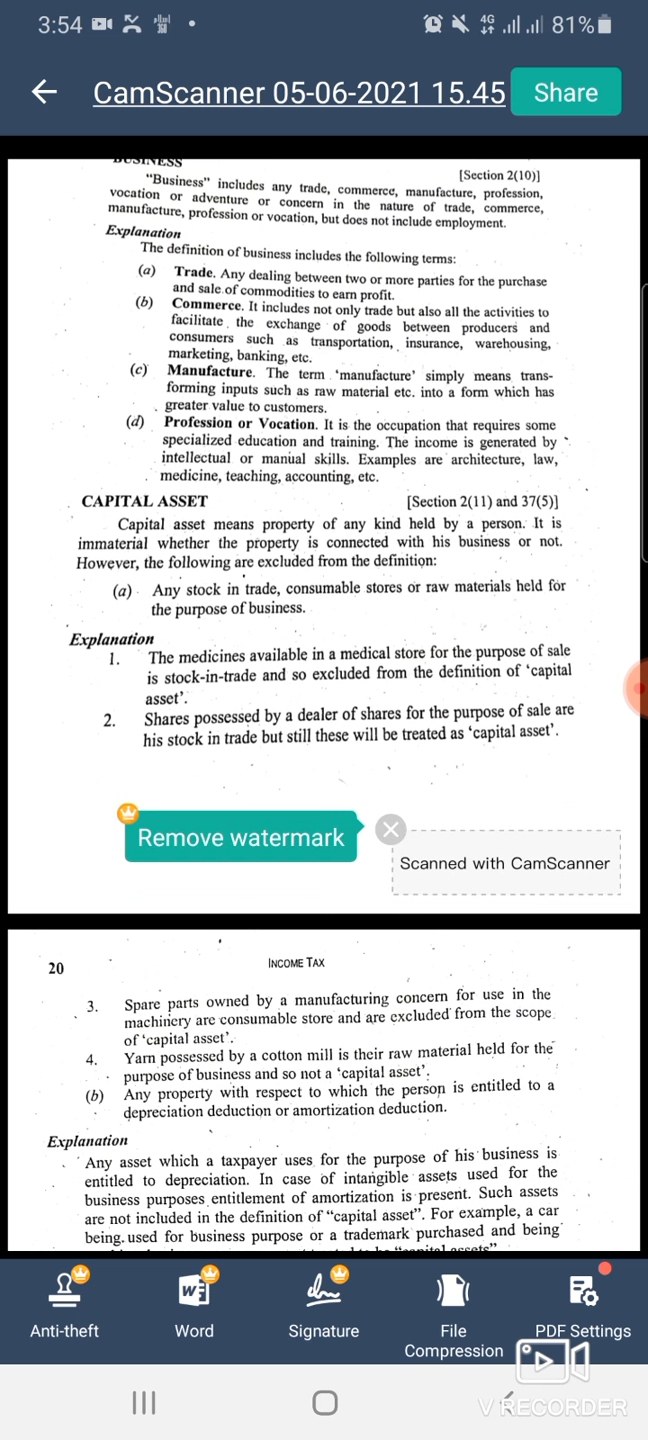 3:54
4G
81%
CamScanner 05-06-2021 15.45
Share
BUSINESS
[Section 2(10)]
"Business" includes any trade, commerce, manufacture, profession,
vocation or adventure or concern in the nature of trade, commerce,
manufacture, profession or vocation, but does not include employment.
Explanation
The definition of business includes the following terms:
(a) Trade. Any dealing between two or more parties for the purchase
and sale of commodities to earn profit.
(b) Commerce. It includes not only trade but also all the activities to
facilitate the exchange of goods between producers and
consumers such as transportation, insurance, warehousing,
marketing, banking, etc.
(c) Manufacture. The term 'manufacture' simply means trans-
forming inputs such as raw material etc. into a form which has
greater value to customers.
(d) Profession or Vocation. It is the occupation that requires some
specialized education and training. The income is generated by
intellectual or manual skills. Examples are architecture, law,
medicine, teaching, accounting, etc.
CAPITAL ASSET [Section 2(11) and 37(5)]
Capital asset means property of any kind held by a person. It is
immaterial whether the property is connected with his business or not.
However, the following are excluded from the definition:
(a) Any stock in trade, consumable stores or raw materials held for
the purpose of business.
Explanation
1. The medicines available in a medical store for the purpose of sale
is stock-in-trade and so excluded from the definition of 'capital
asset'.
2. Shares possessed by a dealer of shares for the purpose of sale are
his stock in trade but still these will be treated as 'capital asset'.
Remove watermark
Scanned with CamScanner
20 INCOME TAX
3. Spare parts owned by a manufacturing concern for use in the
machinery are consumable store and are excluded from the scope
of 'capital asset'.
4. Yarn possessed by a cotton mill is their raw material held for the
purpose of business and so not a 'capital asset'.
(b) Any property with respect to which the person is entitled to a
depreciation deduction or amortization deduction.
Explanation
Any asset which a taxpayer uses for the purpose of his business is
entitled to depreciation. In case of intangible assets used for the
business purposes entitlement of amortization is present. Such assets
are not included in the definition of "capital asset". For example, a car
being used for business purpose or a trademark purchased and being
"capital assets"
Anti-theft
Word
Signature
File
Compression
PDF Settings
V RECORDER